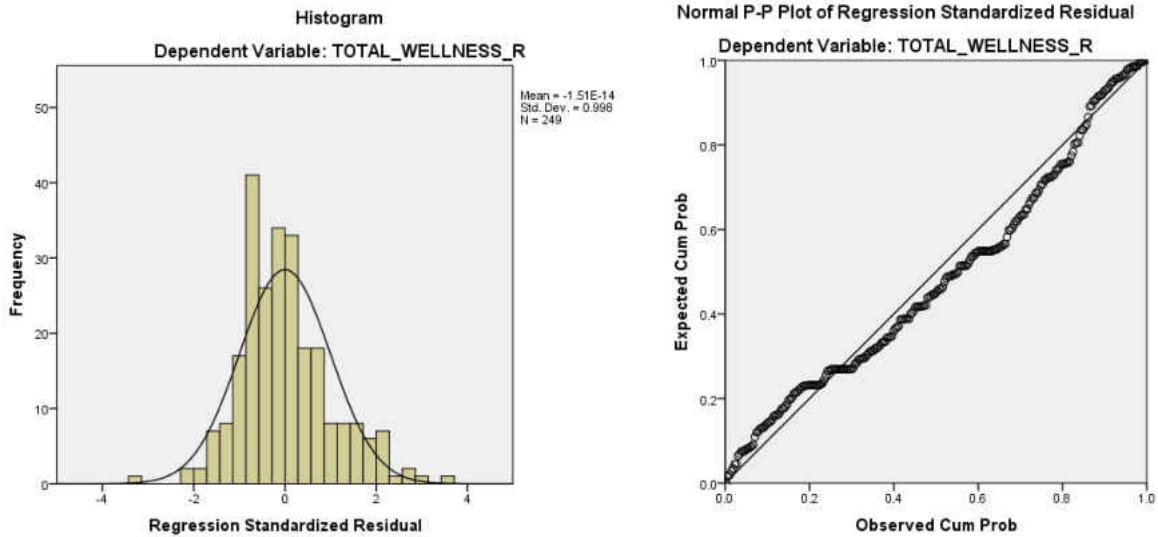 Histogram
Dependent Variable: TOTAL_WELLNESS_R
Mean = -1.51E-14
Std. Dev. = 0.998
N = 249
50
40
30
20
10
0
Frequency
-4 -2 0 2 4
Regression Standardized Residual
Normal P-P Plot of Regression Standardized Residual
Dependent Variable: TOTAL_WELLNESS_R
1.0
0.8
0.6
0.4
0.2
0.0
Expected Cum Prob
0.0 0.2 0.4 0.6 0.8 1.0
Observed Cum Prob